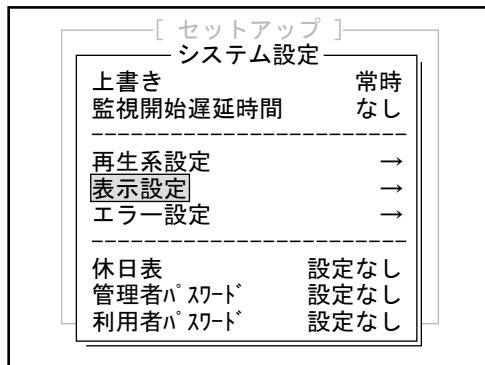 [ セットアップ ]
システム設定
上書き 常時
監視開始遅延時間 なし
再生系設定 →
表示設定 →
エラー設定 →
休日表 設定なし
管理者ﾊﾟｽﾜｰﾄﾞ 設定なし
利用者ﾊﾟｽﾜｰﾄﾞ 設定なし